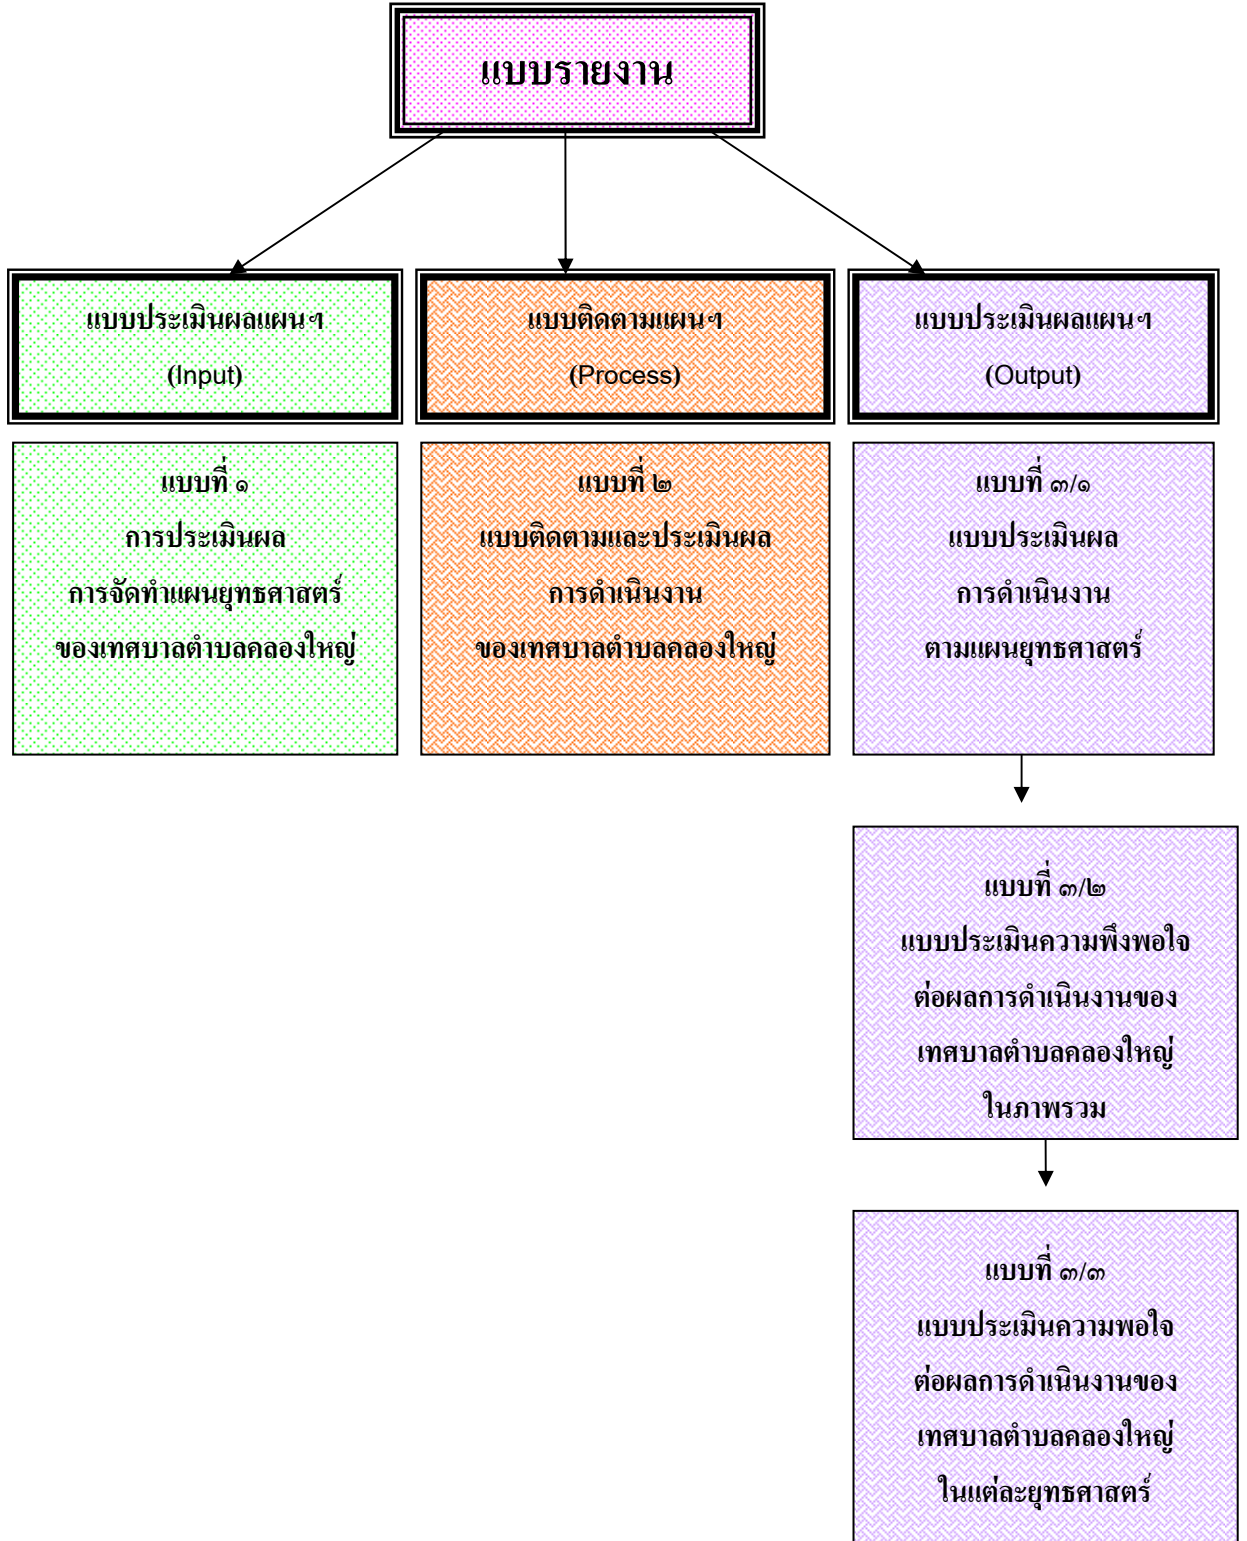 แบบรายงาน
แบบประเมินผลแผนฯ
(Input)
แบบติดตามแผนฯ
(Process)
แบบประเมินผลแผนฯ
(Output)
แบบที่ ๑
การประเมินผล
การจัดทำแผนยุทธศาสตร์
ของเทศบาลตำบลคลองใหญ่
แบบที่ ๒
แบบติดตามและประเมินผล
การดำเนินงาน
ของเทศบาลตำบลคลองใหญ่
แบบที่ ๓/๑
แบบประเมินผล
การดำเนินงาน
ตามแผนยุทธศาสตร์
แบบที่ ๓/๒
แบบประเมินความพึงพอใจ
ต่อผลการดำเนินงานของ
เทศบาลตำบลคลองใหญ่
ในภาพรวม
แบบที่ ๓/๓
แบบประเมินความพอใจ
ต่อผลการดำเนินงานของ
เทศบาลตำบลคลองใหญ่
ในแต่ละยุทธศาสตร์